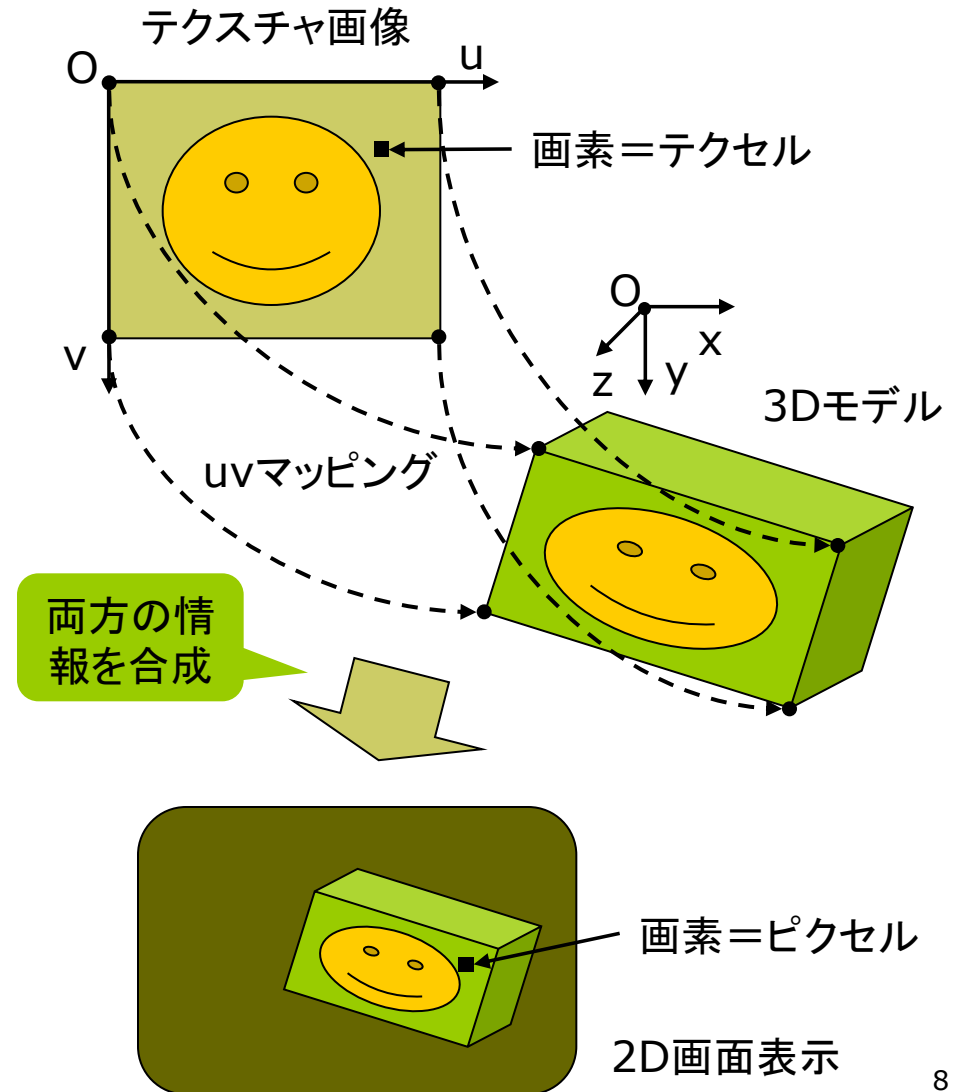 テクスチャ画像
O
u
画素＝テクセル
v
O
x
y
z
3Dモデル
uvマッピング
両方の情
報を合成
画素＝ピクセル
2D画面表示
8